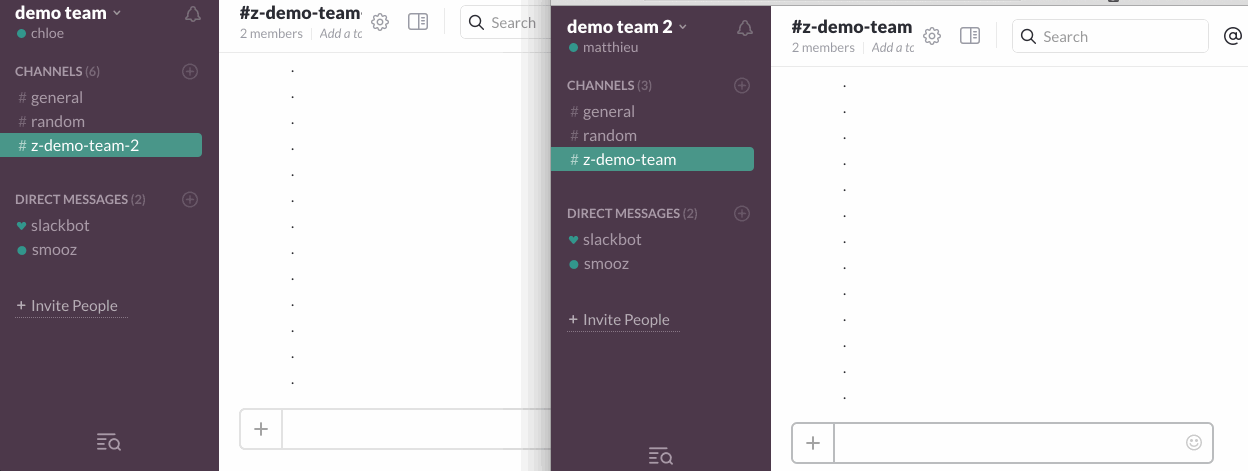 demo team
chloe
CHANNELS (6)
# general
# random
# z-demo-team-2
DIRECT MESSAGES (2)
slackbot
smooz
+ Invite People
#z-demo-team
2 members | Add a tc
Search
.
.
.
.
.
.
.
.
.
.
.
.
.
+
demo team 2
matthieu
CHANNELS (3)
# general
# random
# z-demo-team
DIRECT MESSAGES (2)
slackbot
smooz
+ Invite People
#z-demo-team
2 members | Add a tc
Search
@
.
.
.
.
.
.
.
.
.
.
.
.
.
+